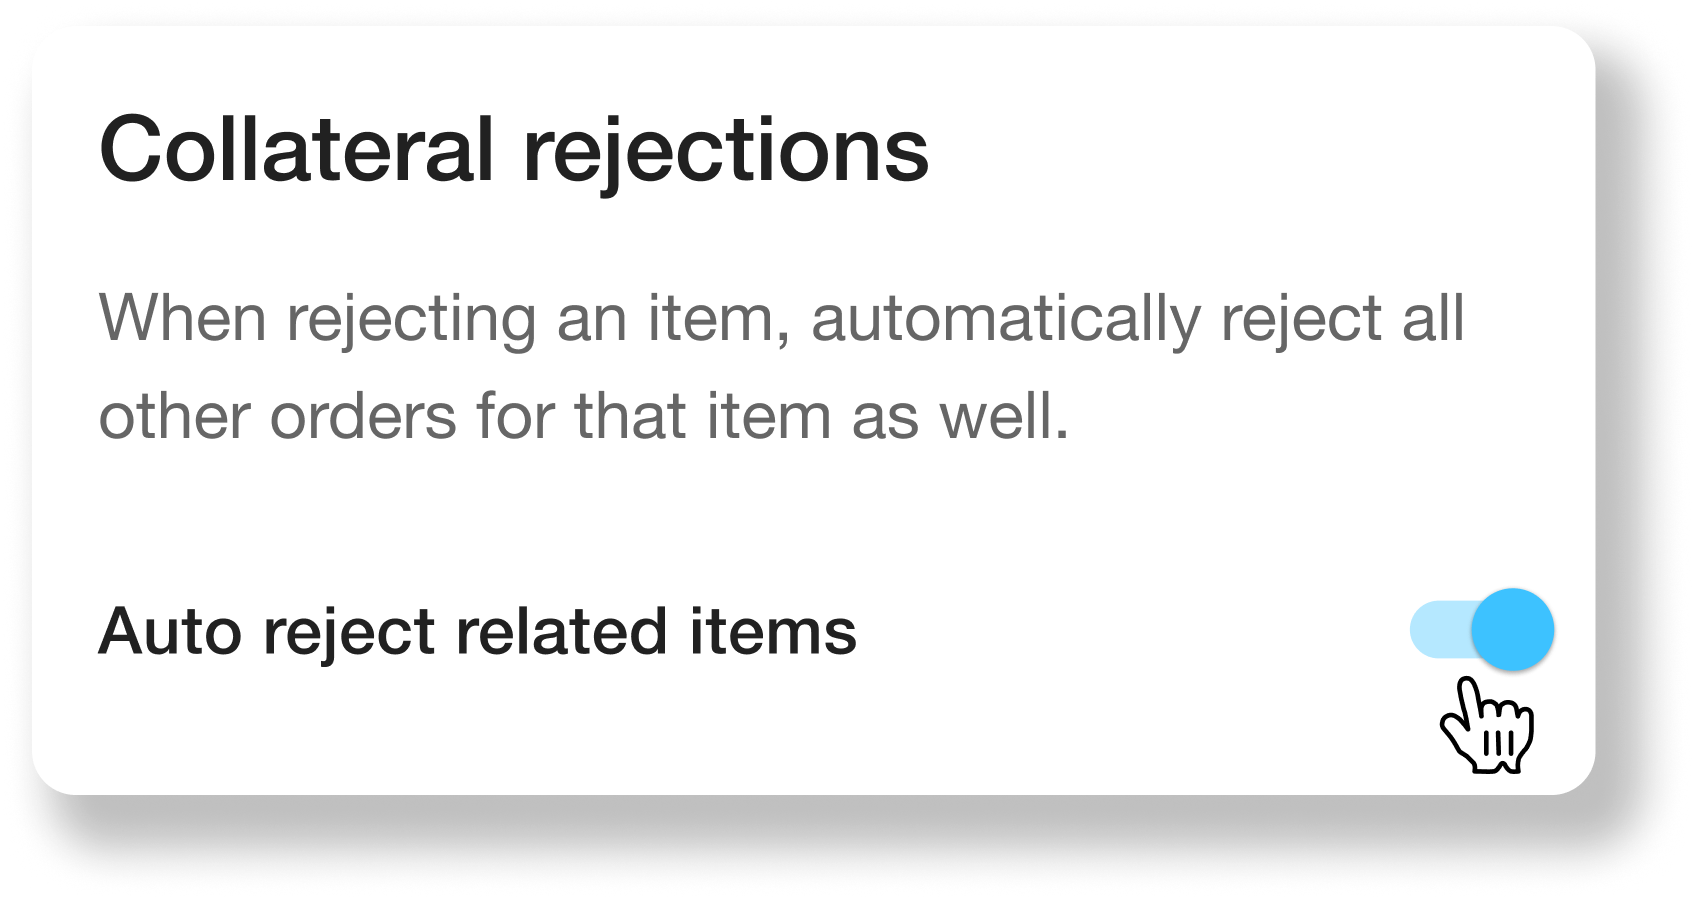 Collateral rejections
When rejecting an item, automatically reject all
other orders for that item as well.
Auto reject related items